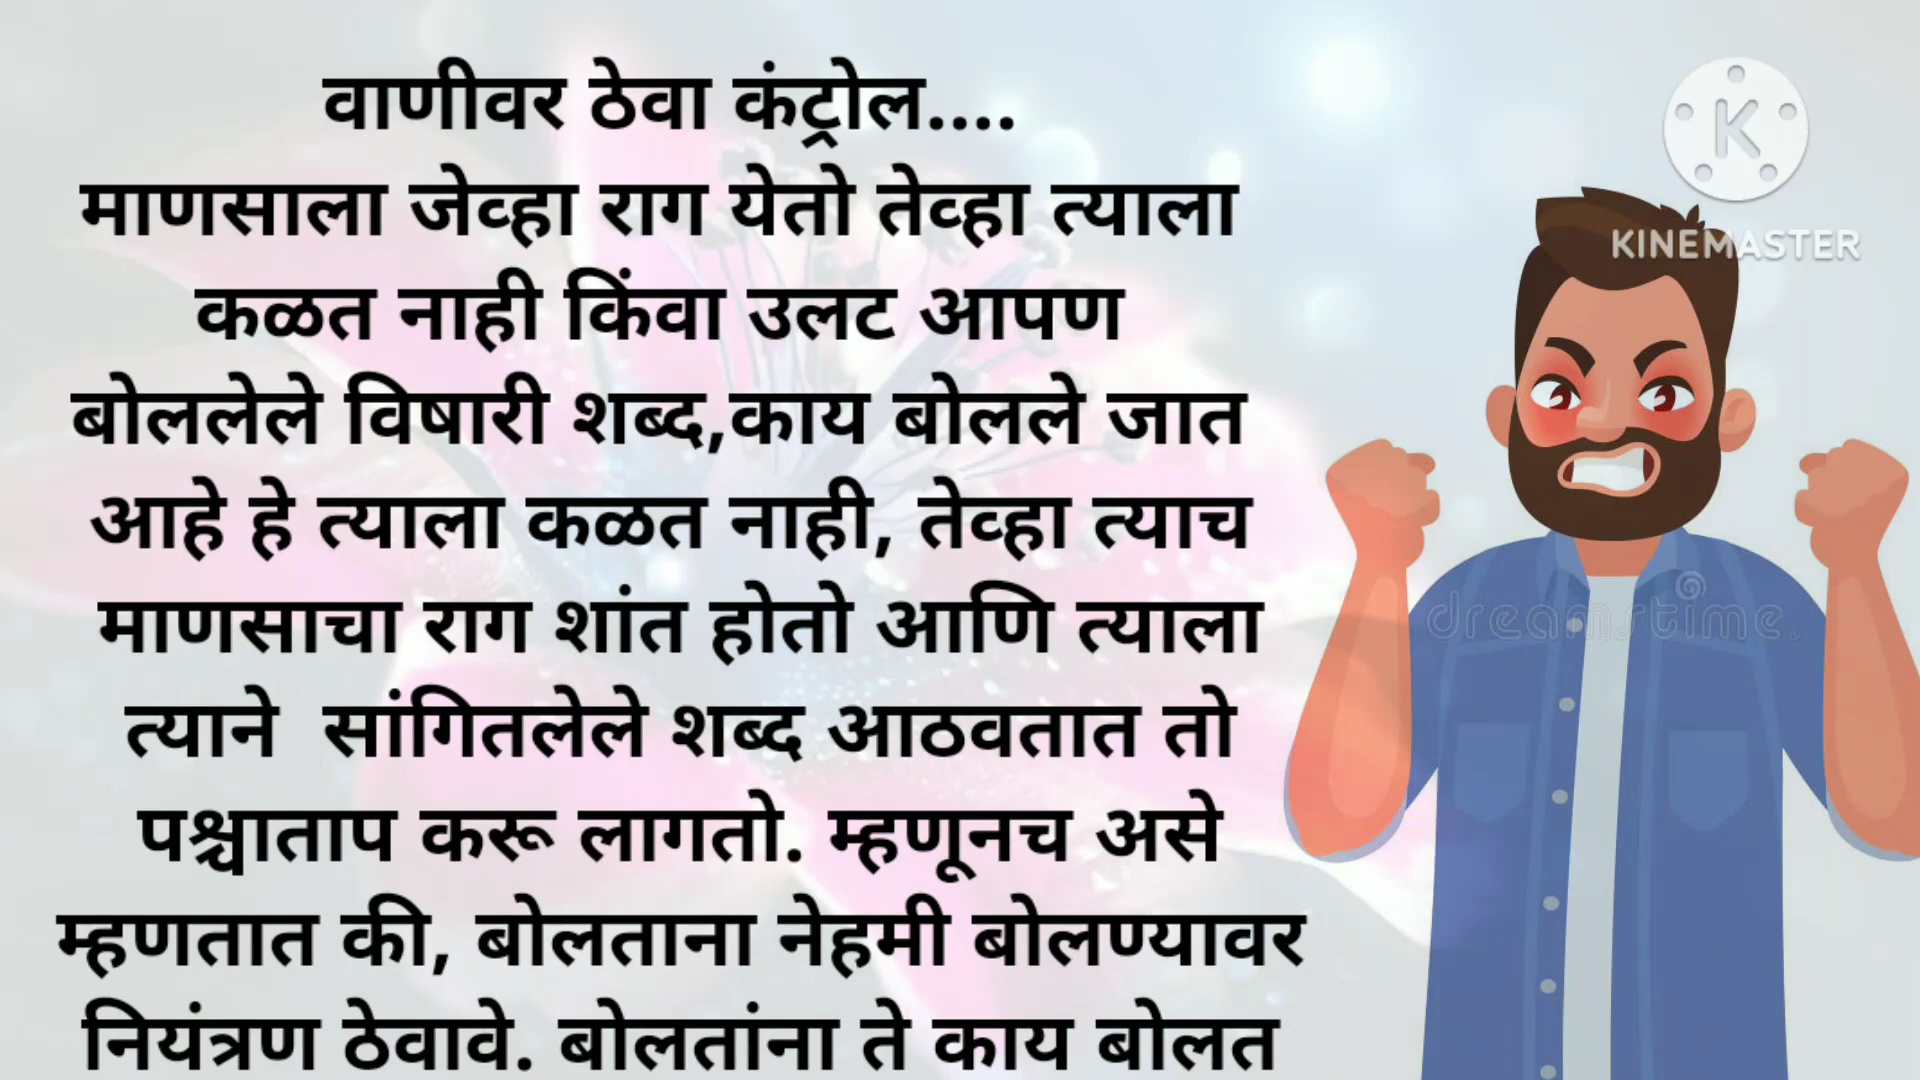 वाणीवर ठेवा कंट्रोल....
माणसाला जेव्हा राग येतो तेव्हा त्याला
कळत नाही किंवा उलट आपण
बोललेले विषारी शब्द,काय बोलले जात
आहे हे त्याला कळत नाही, तेव्हा त्याच
माणसाचा राग शांत होतो आणि त्याला
त्याने  सांगितलेले शब्द आठवतात तो
पश्चाताप करू लागतो. म्हणूनच असे
म्हणतात की, बोलताना नेहमी बोलण्यावर
नियंत्रण ठेवावे. बोलतांना ते काय बोलत
K
KINEMASTER
dreamstime.